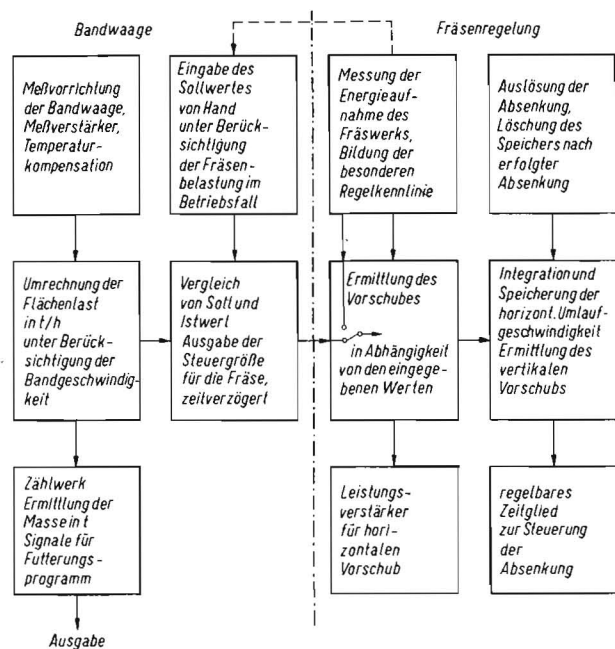 Bandwaage
Fräsenregelung
Meßvorrichtung
der Bandwaage,
Meßverstärker,
Temperatur-
kompensation
Eingabe des
Sollwertes
von Hand
unter Berück-
sichtigung
der Fräsen-
belastung im
Betriebsfall
Messung der
Energieauf-
nahme des
Fräswerks,
Bildung der
besonderen
Regelkennlinie
Auslösung der
Absenkung,
Löschung des
Speichers nach
erfolgter
Absenkung
Umrechnung der
Flächenlast
in t/h
unter Berück-
sichtigung der
Bandgeschwindig-
keit
Vergleich
von Soll und
Istwert
Ausgabe der
Steuergröße
für die Fräse,
zeitverzögert
Ermittlung des
Vorschubes
in Abhängigkeit
von den eingege-
benen Werten
Integration und
Speicherung der
horizont. Umlauf-
geschwindigkeit
Ermittlung des
vertikalen
Vorschubs
Zählwerk
Ermittlung der
Masse in t
Signale für
Futterungs-
programm
Leistungs-
verstärker
für hori-
zontalen
Vorschub
regelbares
Zeitglied
zur Steuerung
der
Absenkung
Ausgabe